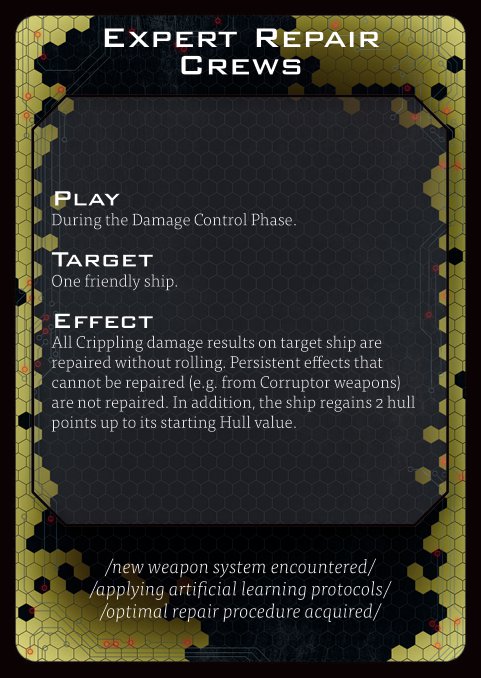 Expert Repair
Crews
Play
During the Damage Control Phase.
Target
One friendly ship.
Effect
All Crippling damage results on target ship are
repaired without rolling. Persistent effects that
cannot be repaired (e.g. from Corruptor weapons)
are not repaired. In addition, the ship regains 2 hull
points up to its starting Hull value.
/new weapon system encountered/
/applying artificial learning protocols/
/optimal repair procedure acquired/